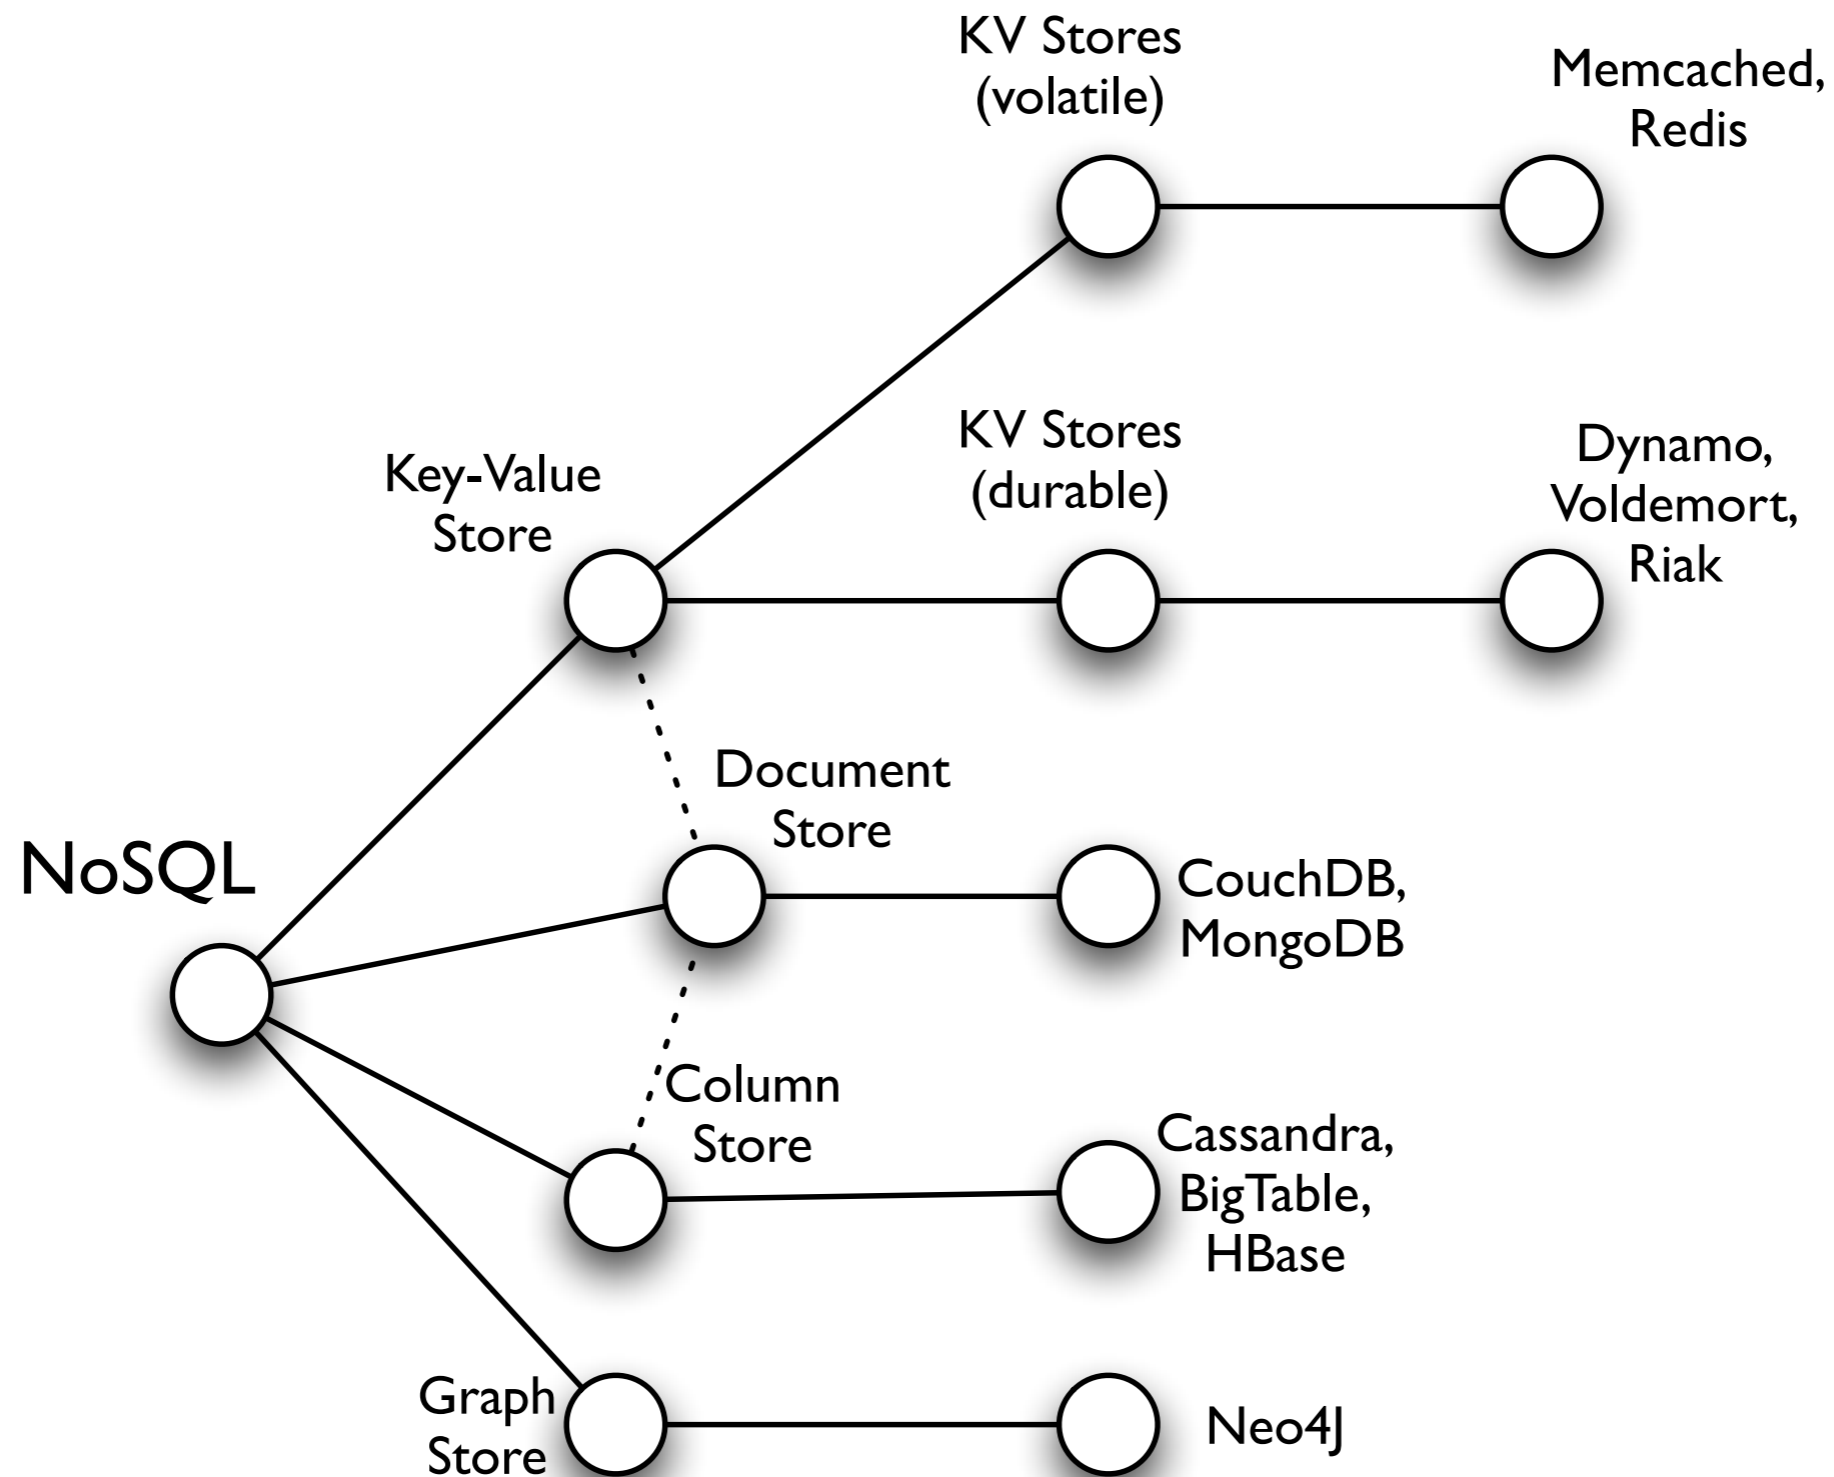 KV Stores
(volatile)
Memcached,
Redis
Key-Value
Store
KV Stores
(durable)
Dynamo,
Voldemort,
Riak
Document
Store
NoSQL
CouchDB,
MongoDB
Column
Store
Cassandra,
BigTable,
HBase
Graph
Store
Neo4J